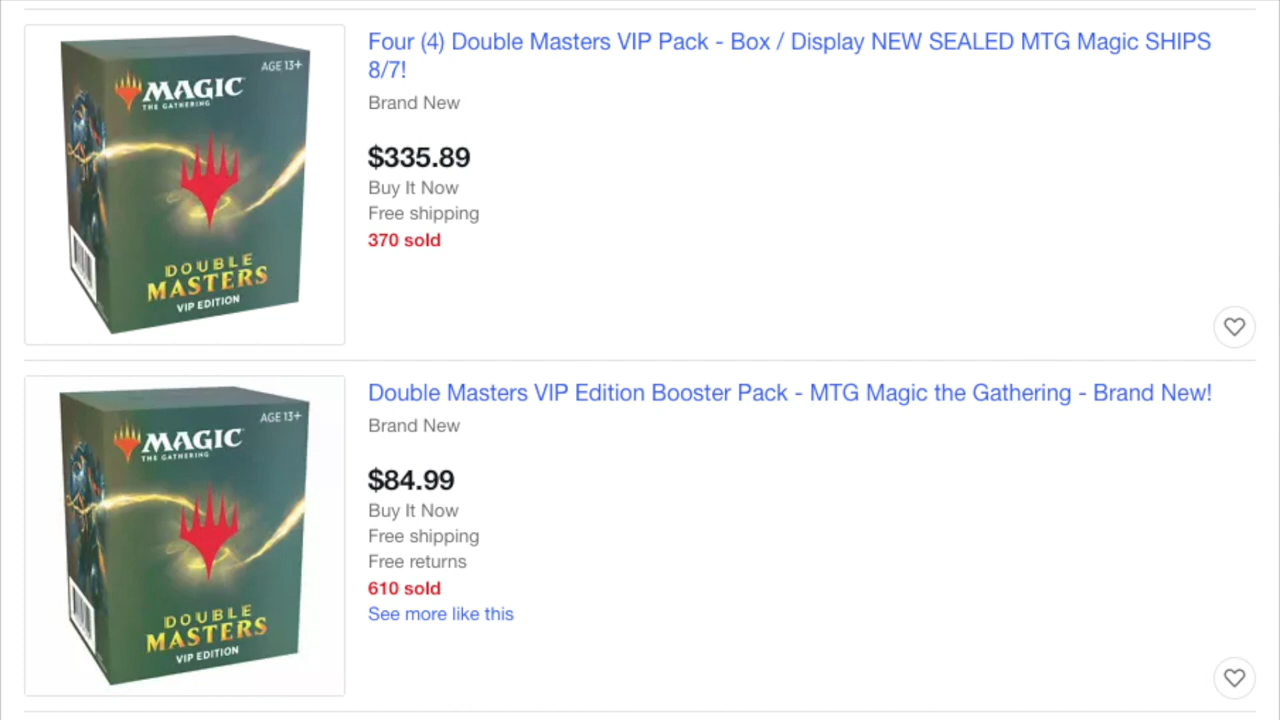 AGE 13+
MAGIC
THE GATHERING
DOUBLE
MASTERS
VIP EDITION
Four (4) Double Masters VIP Pack - Box / Display NEW SEALED MTG Magic SHIPS
8/7!
Brand New
$335.89
Buy It Now
Free shipping
370 sold
AGE 13+
MAGIC
THE GATHERING
DOUBLE
MASTERS
VIP EDITION
Double Masters VIP Edition Booster Pack - MTG Magic the Gathering - Brand New!
Brand New
$84.99
Buy It Now
Free shipping
Free returns
610 sold
See more like this